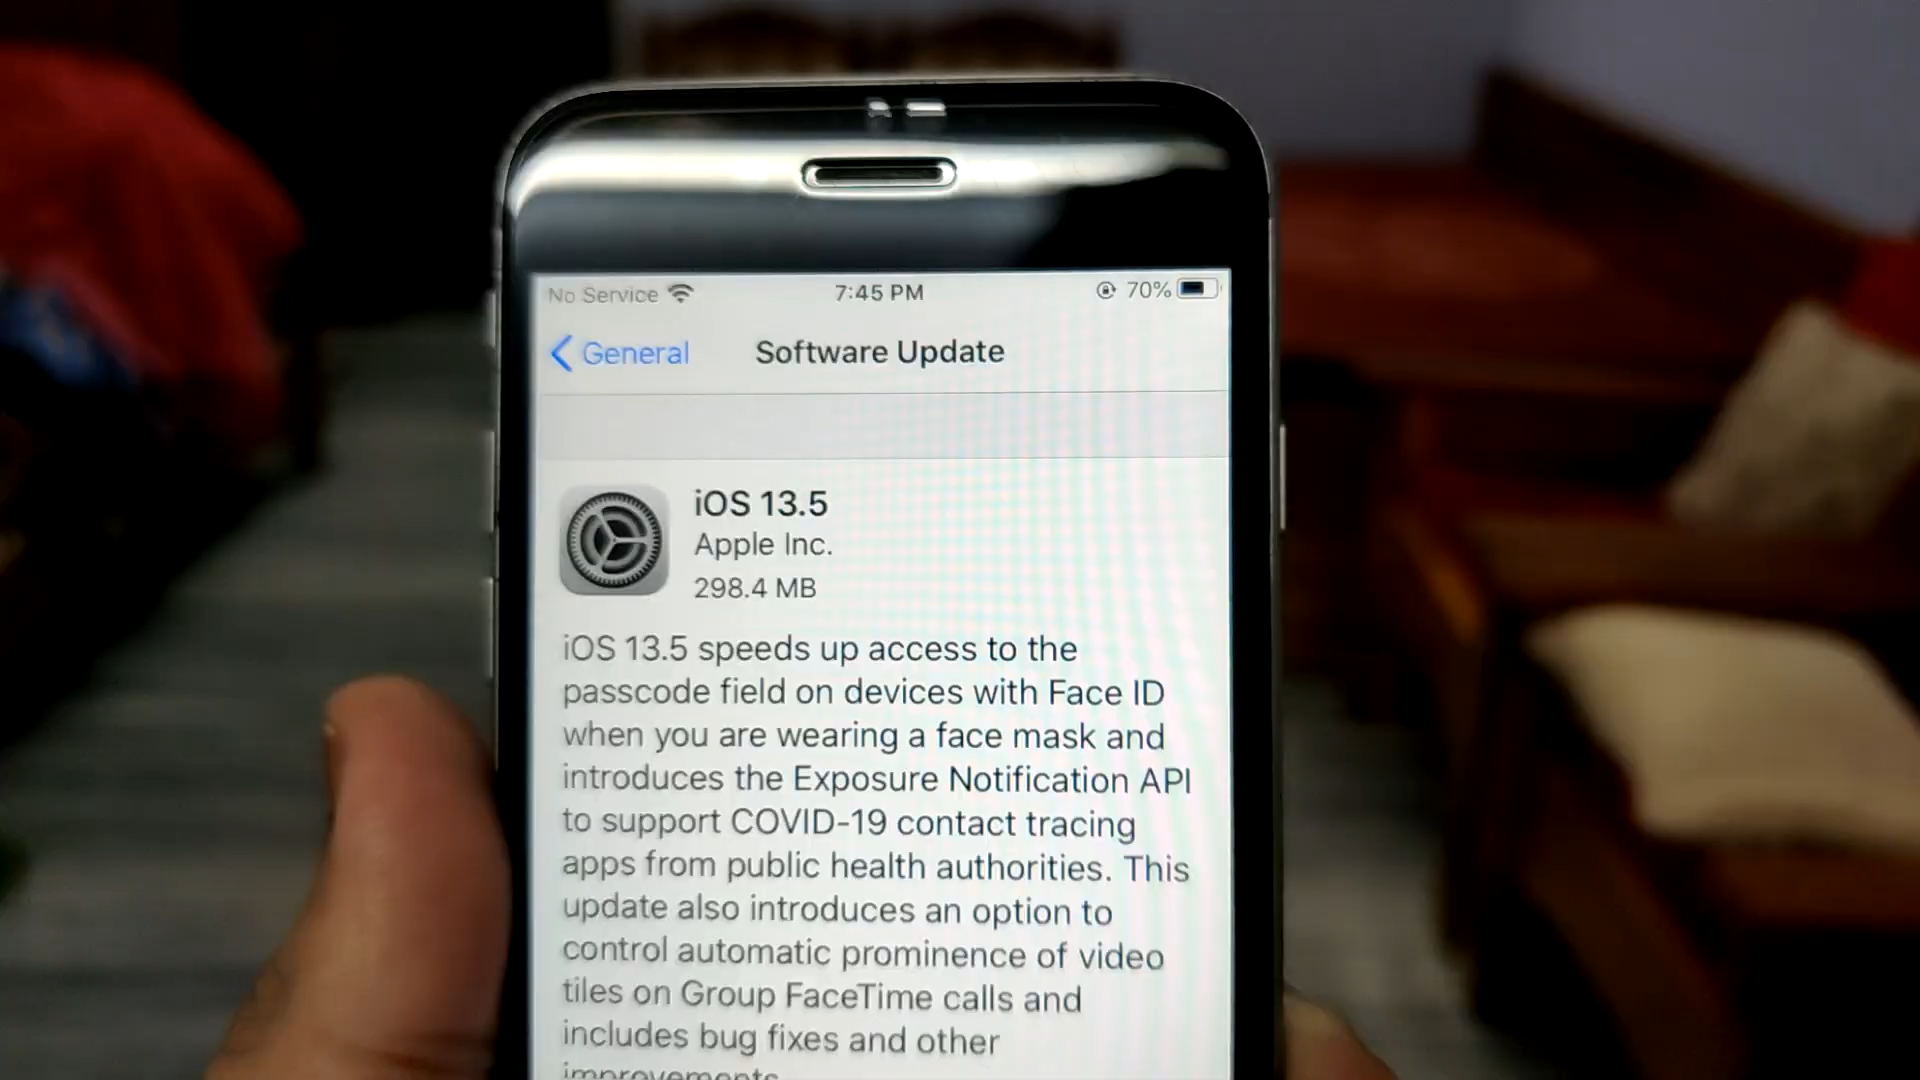 No Service 7:45 PM 70%
General Software Update
iOS 13.5
Apple Inc.
298.4 MB
iOS 13.5 speeds up access to the
passcode field on devices with Face ID
when you are wearing a face mask and
introduces the Exposure Notification API
to support COVID-19 contact tracing
apps from public health authorities. This
update also introduces an option to
control automatic prominence of video
tiles on Group FaceTime calls and
includes bug fixes and other
improvements.